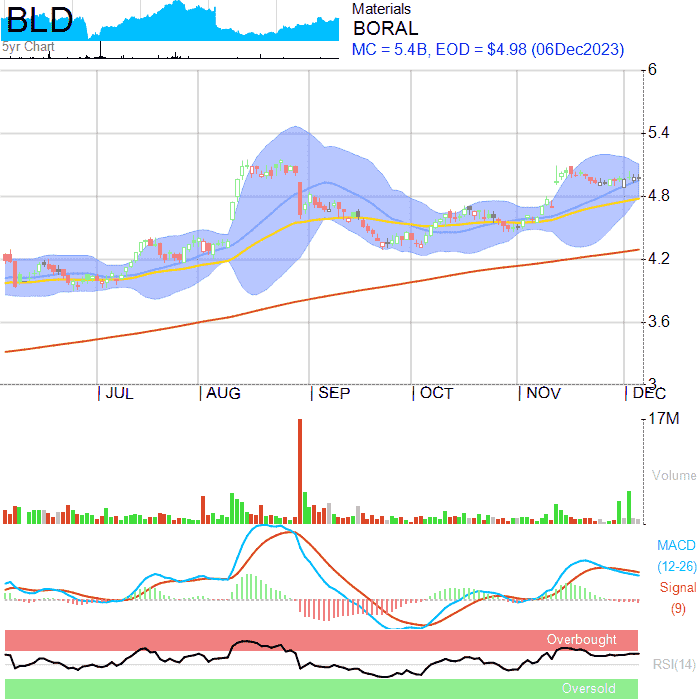 BLD
5yr Chart
Materials
BORAL
MC = 5.4B, EOD = $4.98 (06Dec2023)
6
5.4
4.8
4.2
3.6
3
JUL AUG SEP OCT NOV DEC
17M
Volume
MACD
(12-26)
Signal
(9)
Overbought
RSI(14)
Oversold